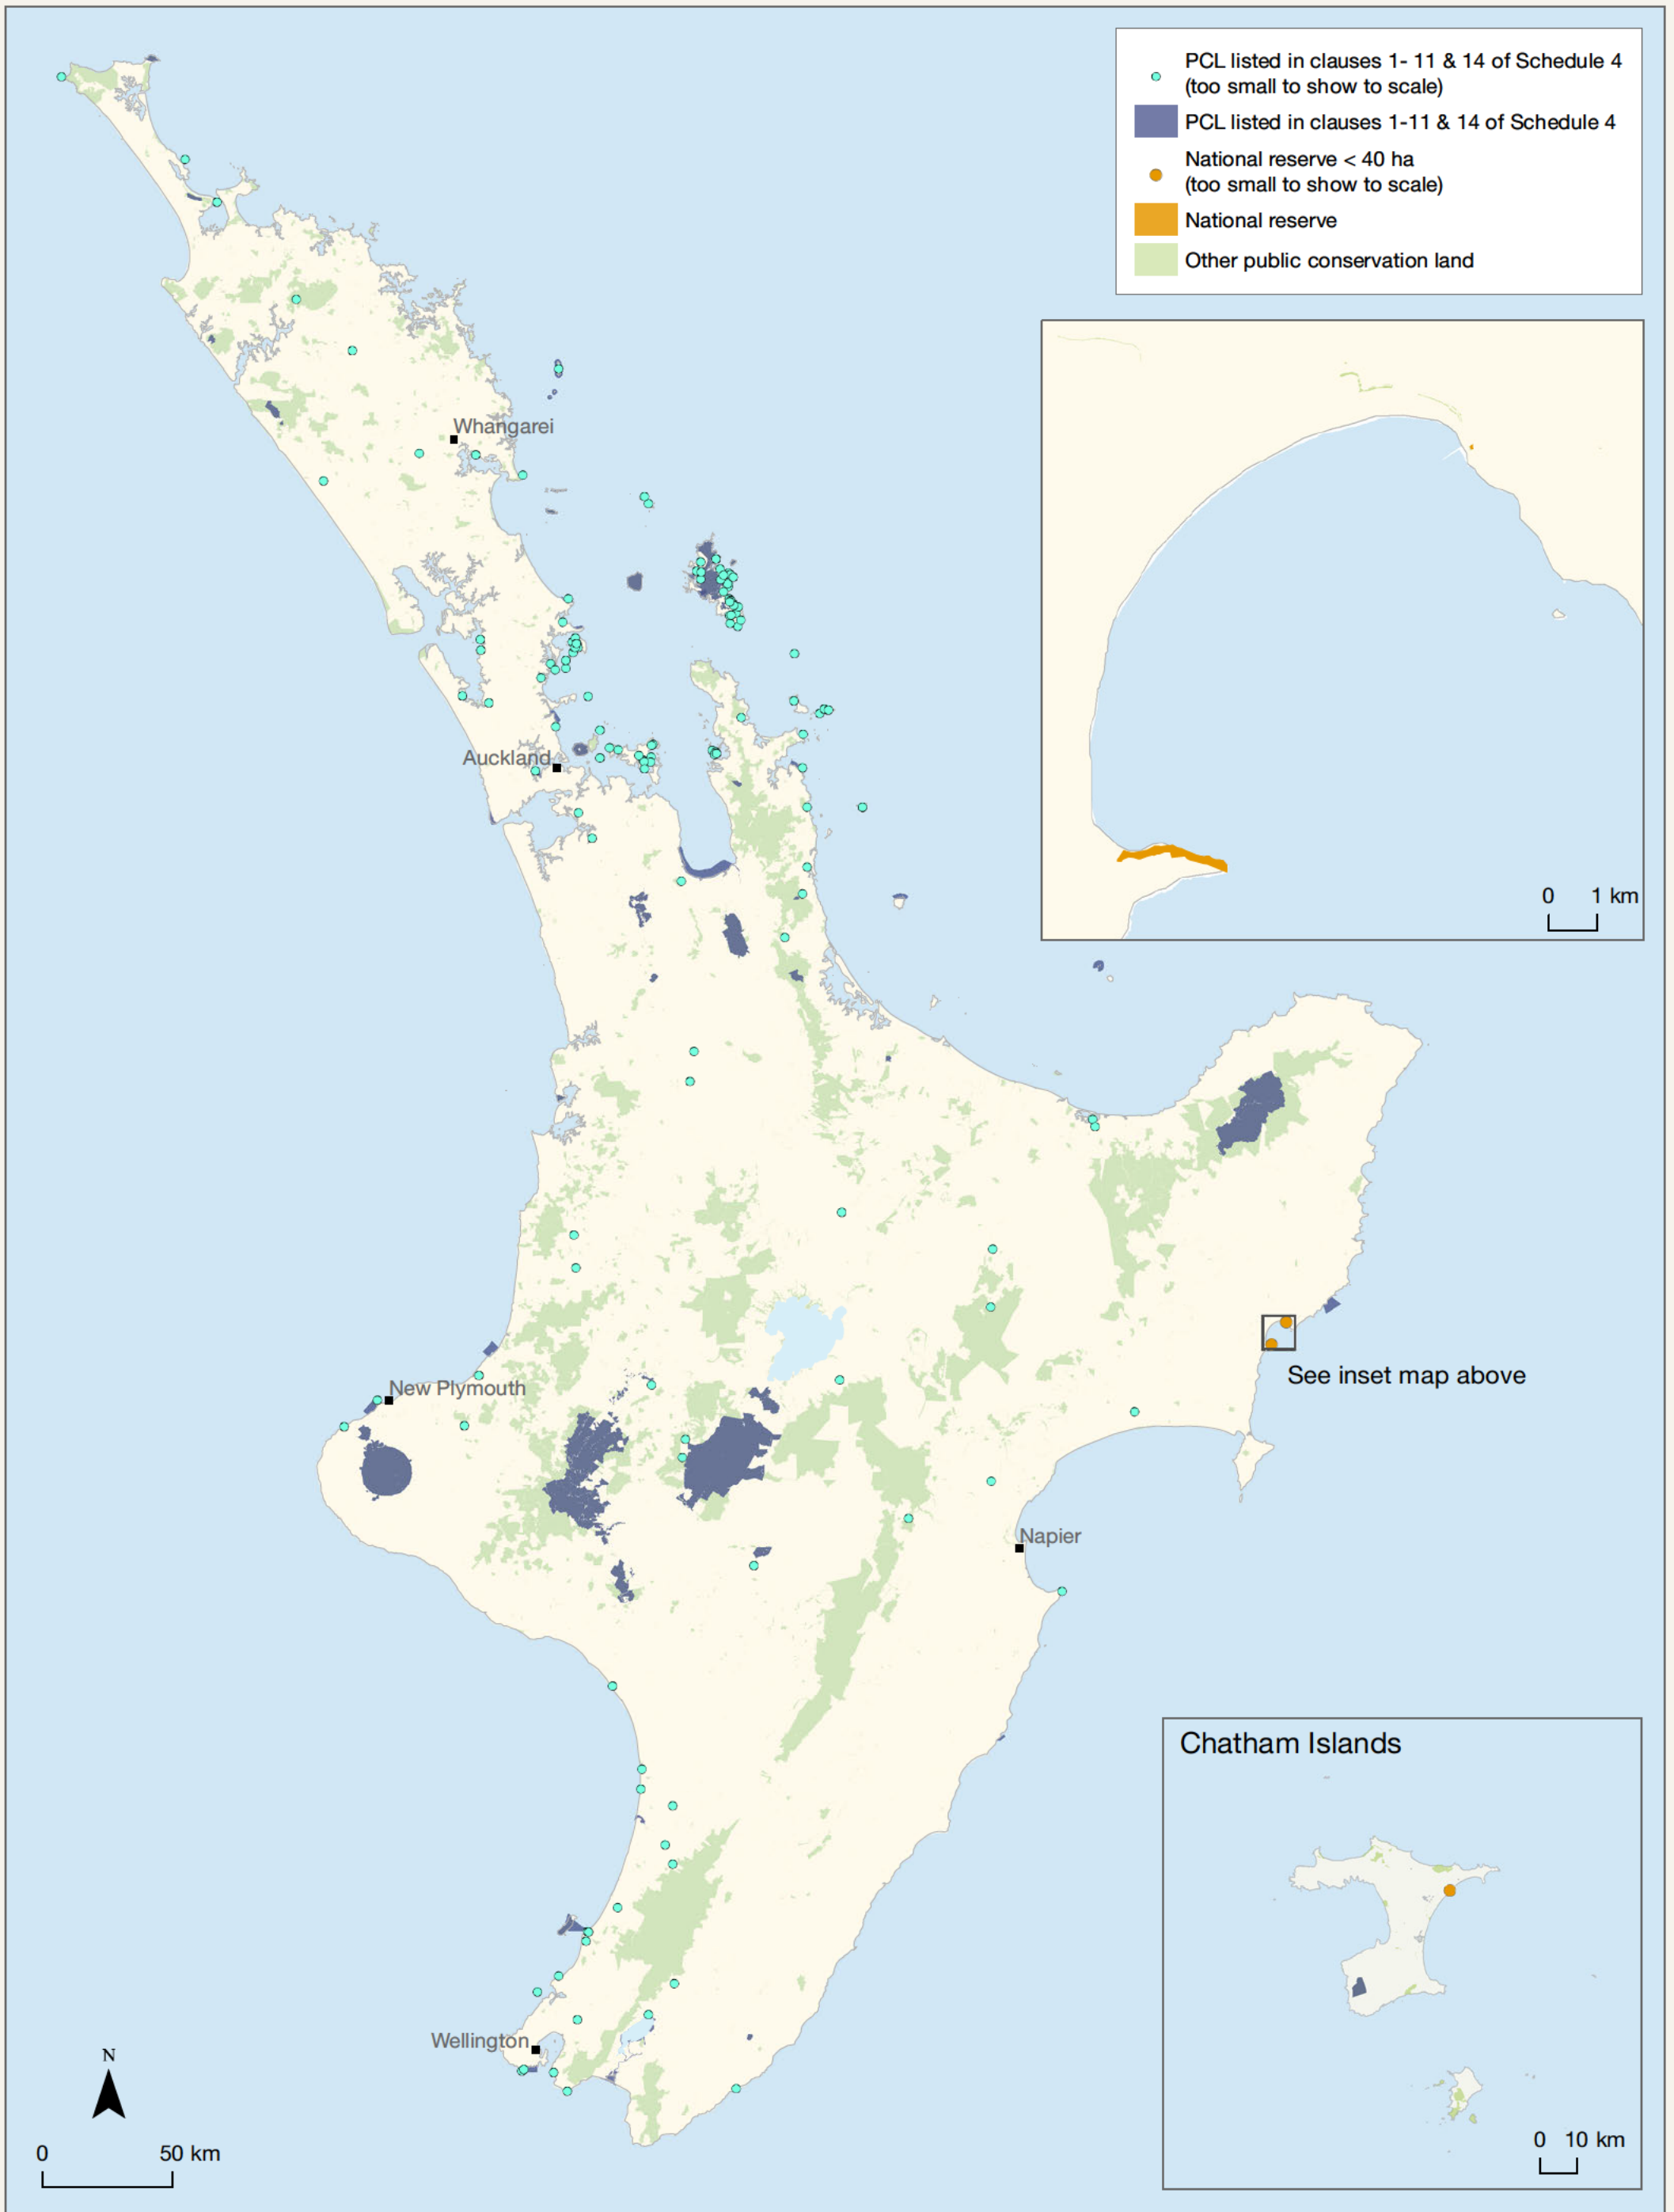 PCL listed in clauses 1- 11 & 14 of Schedule 4
(too small to show to scale)
PCL listed in clauses 1-11 & 14 of Schedule 4
National reserve < 40 ha
(too small to show to scale)
National reserve
Other public conservation land
Whangarei
0 1 km
Auckland
See inset map above
New Plymouth
Napier
Chatham Islands
Wellington
N
0 50 km
0 10 km